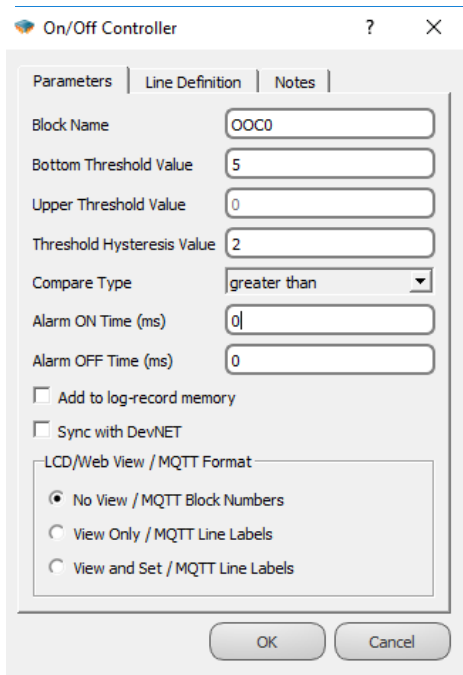 On/Off Controller ?
Parameters Line Definition Notes
Block Name OOC0
Bottom Threshold Value 5
Upper Threshold Value 0
Threshold Hysteresis Value 2
Compare Type greater than
Alarm ON Time (ms) 0
Alarm OFF Time (ms) 0
Add to log-record memory
Sync with DevNET
LCD/Web View / MQTT Format
No View / MQTT Block Numbers
View Only / MQTT Line Labels
View and Set / MQTT Line Labels
OK Cancel